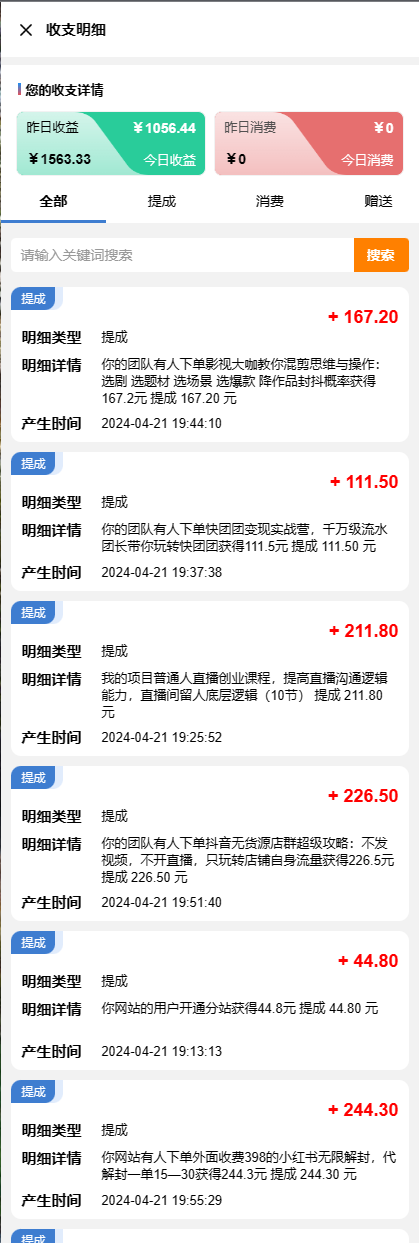 收支明细
您的收支详情
昨日收益 ￥1056.44
￥1563.33 今日收益
昨日消费 ￥0
￥0 今日消费
全部 提成 消费 赠送
请输入关键词搜索 搜索
提成
+ 167.20
明细类型 提成
明细详情 你的团队有人下单影视大咖教你混剪思维与操作:
选剧 选题材 选场景 选爆款 降作品封抖概率获得
167.2元 提成 167.20 元
产生时间 2024-04-21 19:44:10
提成
+ 111.50
明细类型 提成
明细详情 你的团队有人下单快团团变现实战营，千万级流水
团长带你玩转快团团获得111.5元 提成 111.50 元
产生时间 2024-04-21 19:37:38
提成
+ 211.80
明细类型 提成
明细详情 我的项目普通人直播创业课程，提高直播沟通逻辑
能力，直播间留人底层逻辑（10节） 提成 211.80
元
产生时间 2024-04-21 19:25:52
提成
+ 226.50
明细类型 提成
明细详情 你的团队有人下单抖音无货源店群超级攻略：不发
视频，不开直播，只玩转店铺自身流量获得226.5元
提成 226.50 元
产生时间 2024-04-21 19:51:40
提成
+ 44.80
明细类型 提成
明细详情 你网站的用户开通分站获得44.8元 提成 44.80 元
产生时间 2024-04-21 19:13:13
提成
+ 244.30
明细类型 提成
明细详情 你网站有人下单外面收费398的小红书无限解封，代
解封一单15—30获得244.3元 提成 244.30 元
产生时间 2024-04-21 19:55:29
提成